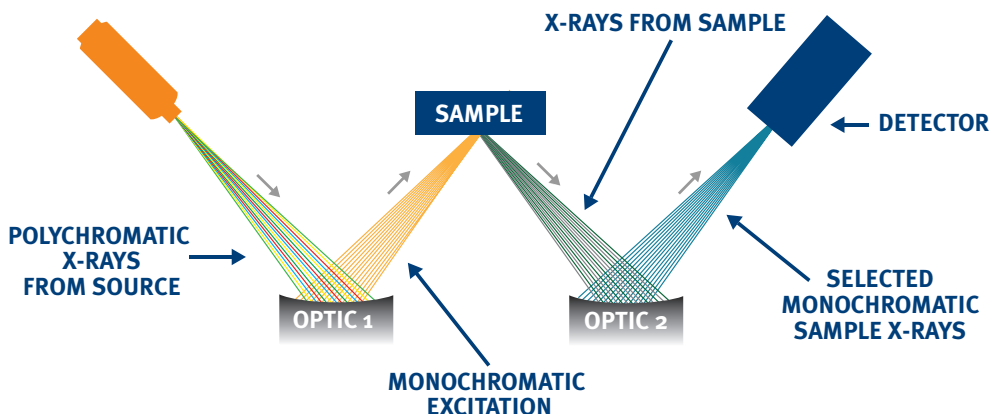 X-RAYS FROM SAMPLE
SAMPLE
DETECTOR
POLYCHROMATIC
X-RAYS
FROM SOURCE
OPTIC 1
OPTIC 2
SELECTED
MONOCHROMATIC
SAMPLE X-RAYS
MONOCHROMATIC
EXCITATION